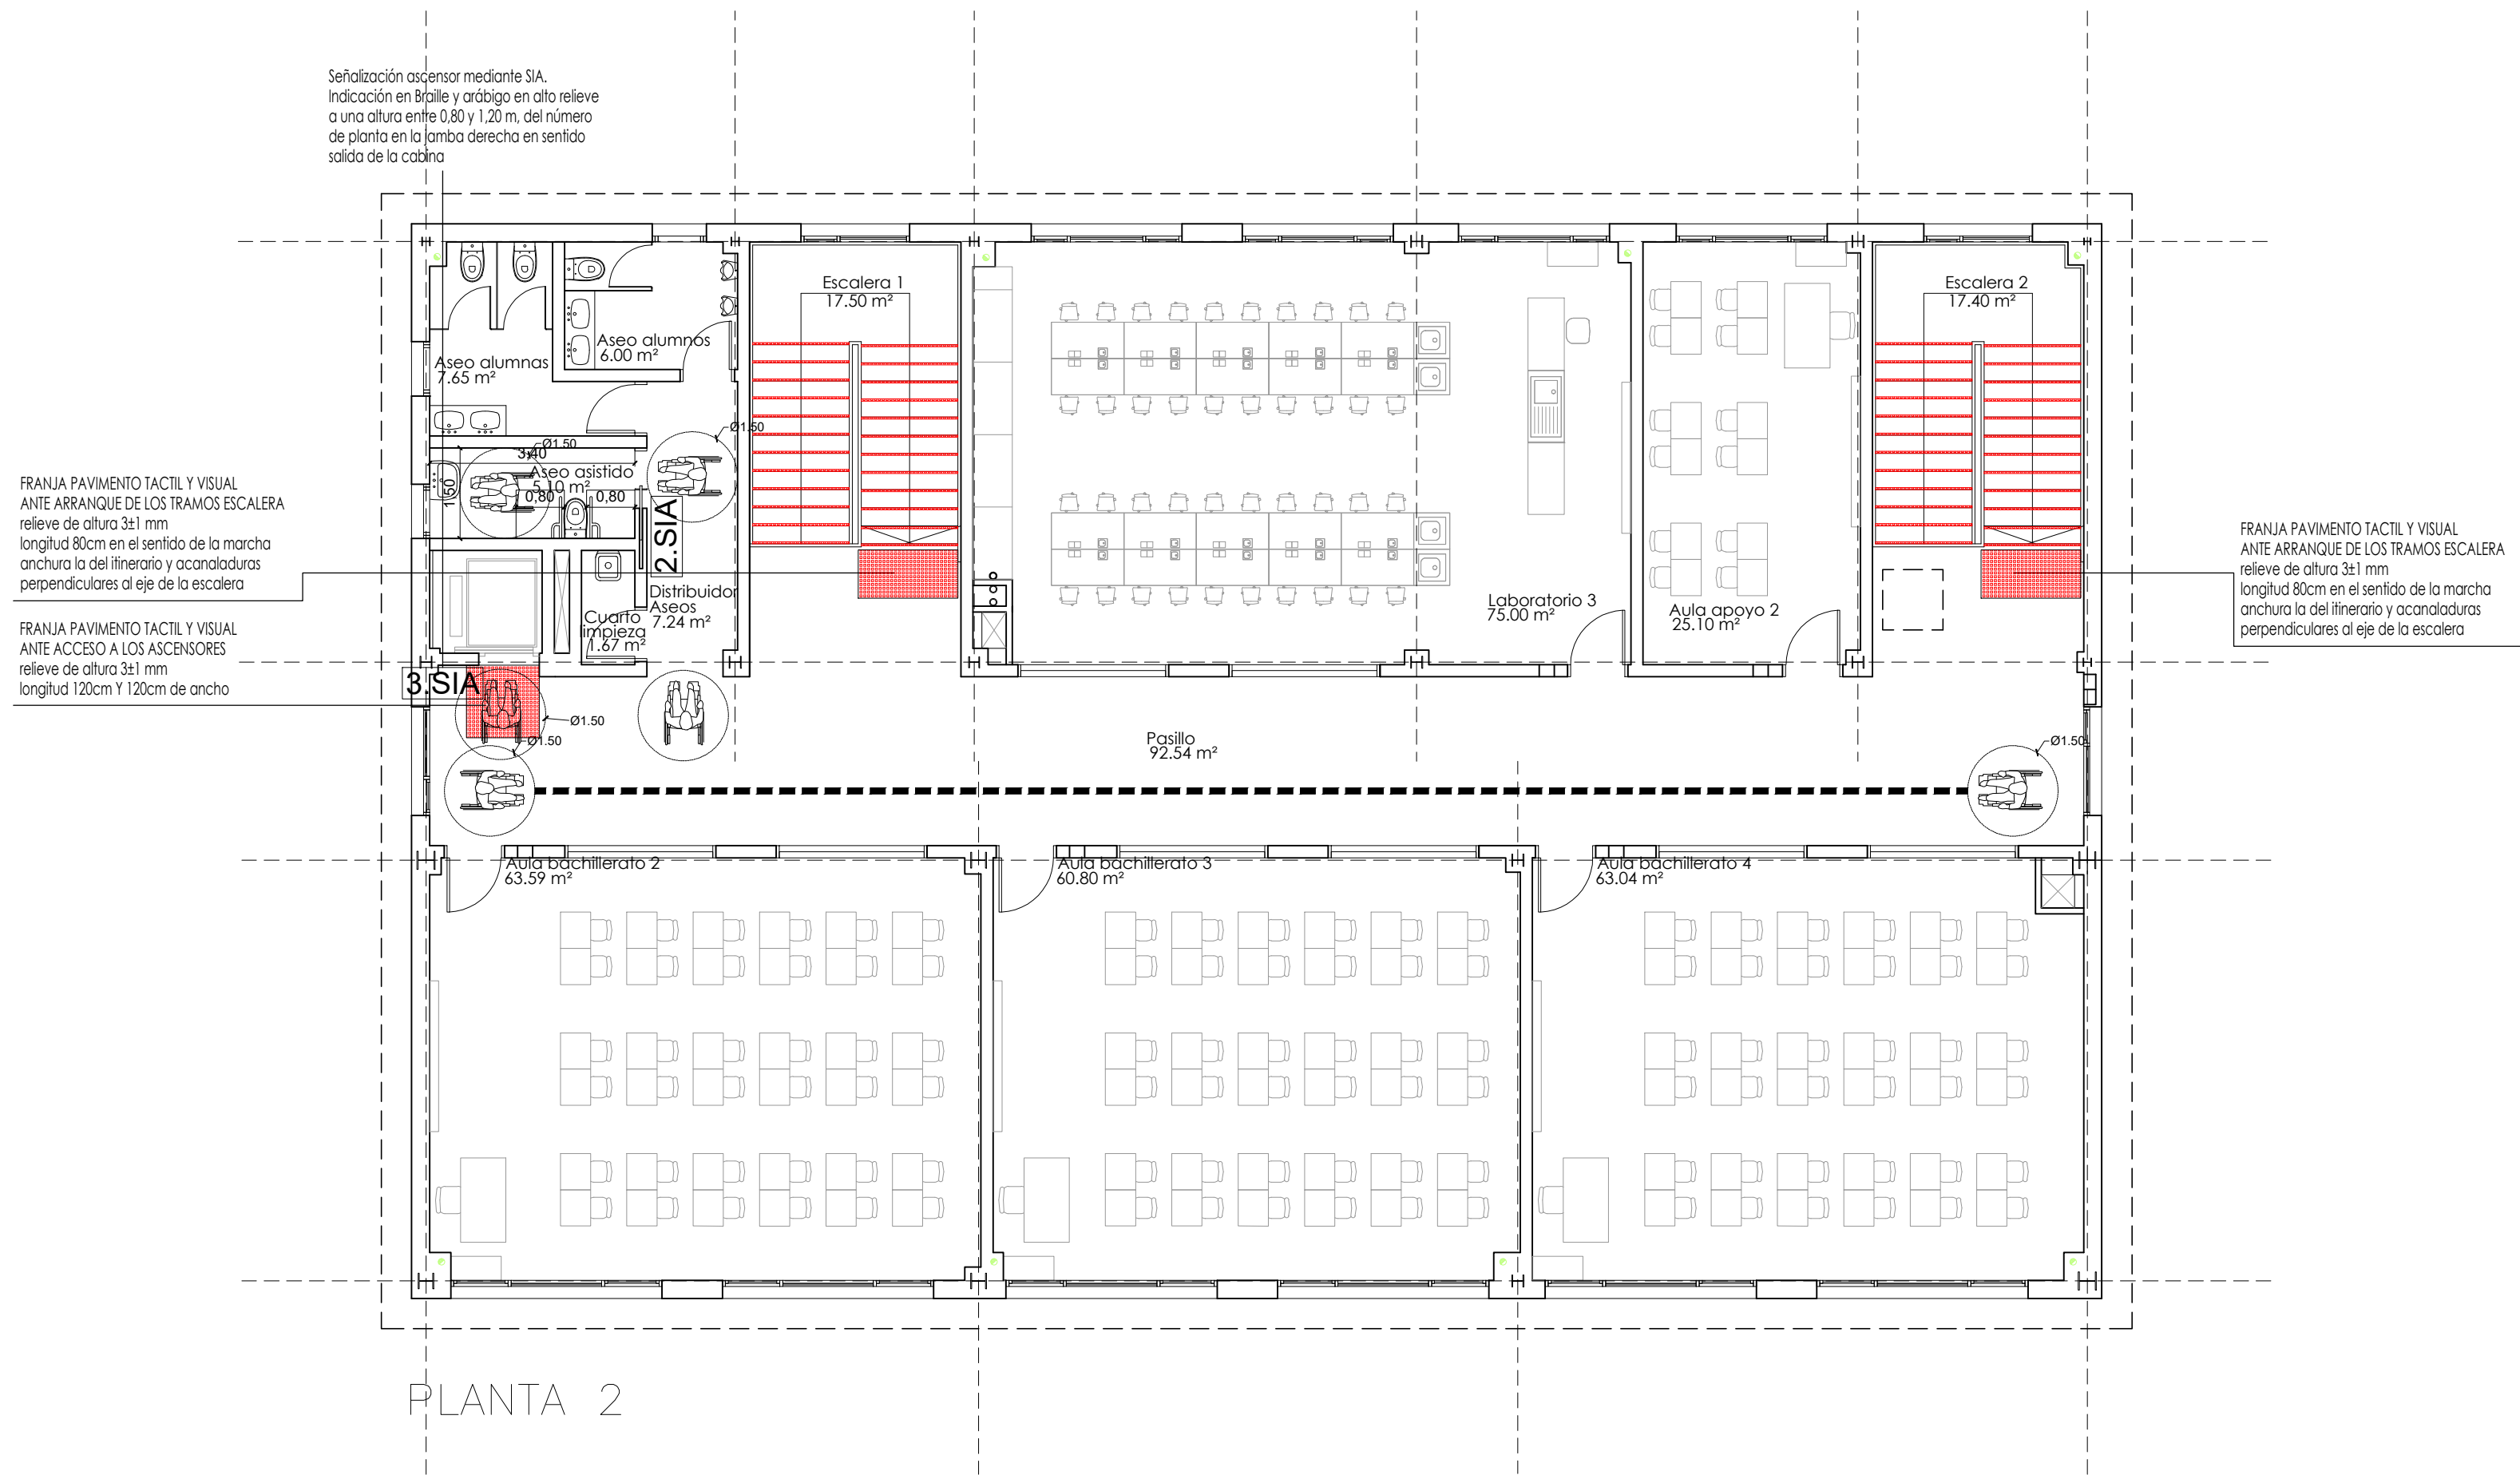 Señalización ascensor mediante SIA.
Indicación en Braille y arábigo en alto relieve
a una altura entre 0,80 y 1,20 m, del número
de planta en la jamba derecha en sentido
salida de la cabina
Escalera 1
17.50 m²
Escalera 2
17.40 m²
Aseo alumnos
6.00 m²
Aseo alumnas
7.65 m²
Ø1.50
Ø1.50
3,40
Aseo asistido
5.10 m²
0,80
0,80
150
2.SIA
FRANJA PAVIMENTO TACTIL Y VISUAL
ANTE ARRANQUE DE LOS TRAMOS ESCALERA
relieve de altura 3±1 mm
longitud 80cm en el sentido de la marcha
anchura la del itinerario y acanaladuras
perpendiculares al eje de la escalera
FRANJA PAVIMENTO TACTIL Y VISUAL
ANTE ACCESO A LOS ASCENSORES
relieve de altura 3±1 mm
longitud 120cm Y 120cm de ancho
FRANJA PAVIMENTO TACTIL Y VISUAL
ANTE ARRANQUE DE LOS TRAMOS ESCALERA
relieve de altura 3±1 mm
longitud 80cm en el sentido de la marcha
anchura la del itinerario y acanaladuras
perpendiculares al eje de la escalera
Distribuidor
Aseos
7.24 m²
Cuarto
limpieza
1.67 m²
Laboratorio 3
75.00 m²
Aula apoyo 2
25.10 m²
3.SIA
Ø1.50
Ø1.50
Pasillo
92.54 m²
Ø1.50
Aula bachillerato 2
63.59 m²
Aula bachillerato 3
60.80 m²
Aula bachillerato 4
63.04 m²
PLANTA 2